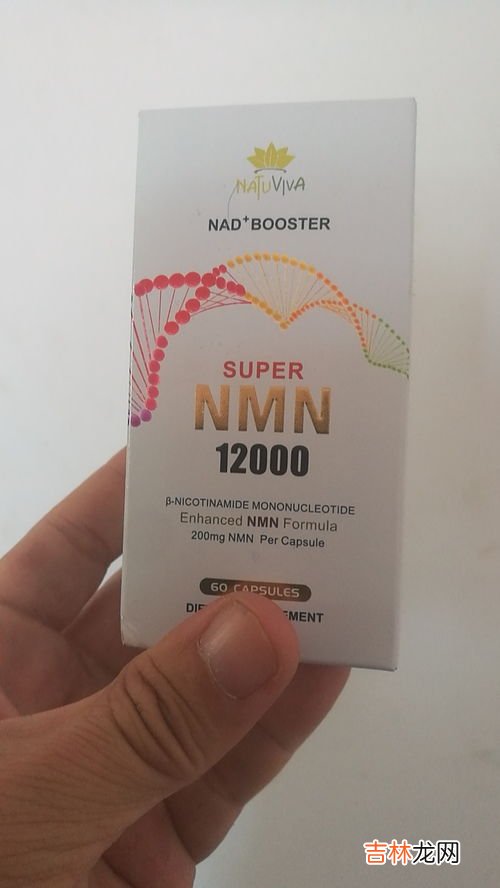 NATUVIVA
NAD+BOOSTER
SUPER
NMN
12000
β-NICOTINAMIDE MONONUCLEOTIDE
Enhanced NMN Formula
200mg NMN Per Capsule
60 CAPSULES
吉林龙网